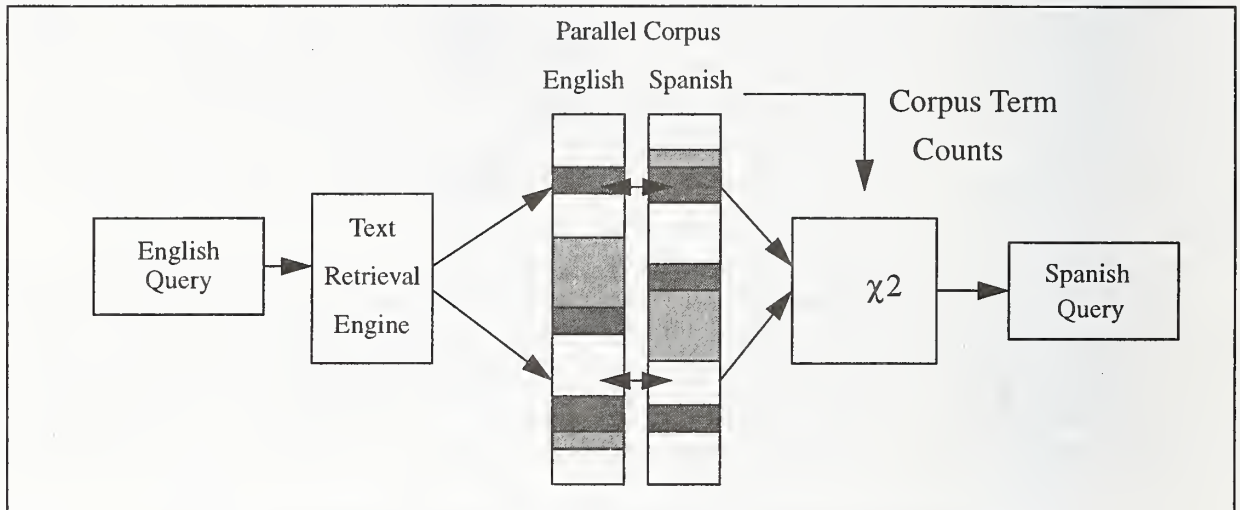 Parallel Corpus
English Spanish
Corpus Term
Counts
English
Query
Text
Retrieval
Engine
χ2
Spanish
Query